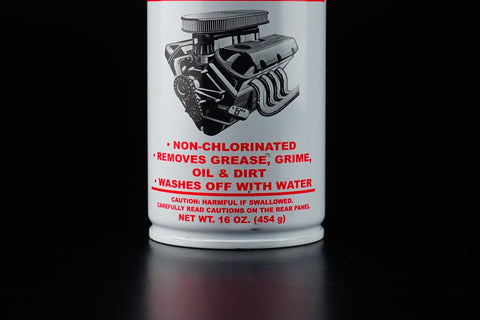 • NON-CHLORINATED
• REMOVES GREASE, GRIME,
OIL & DIRT
• WASHES OFF WITH WATER
CAUTION: HARMFUL IF SWALLOWED.
CAREFULLY READ CAUTIONS ON THE REAR PANEL
NET WT. 16 OZ. (454 g)